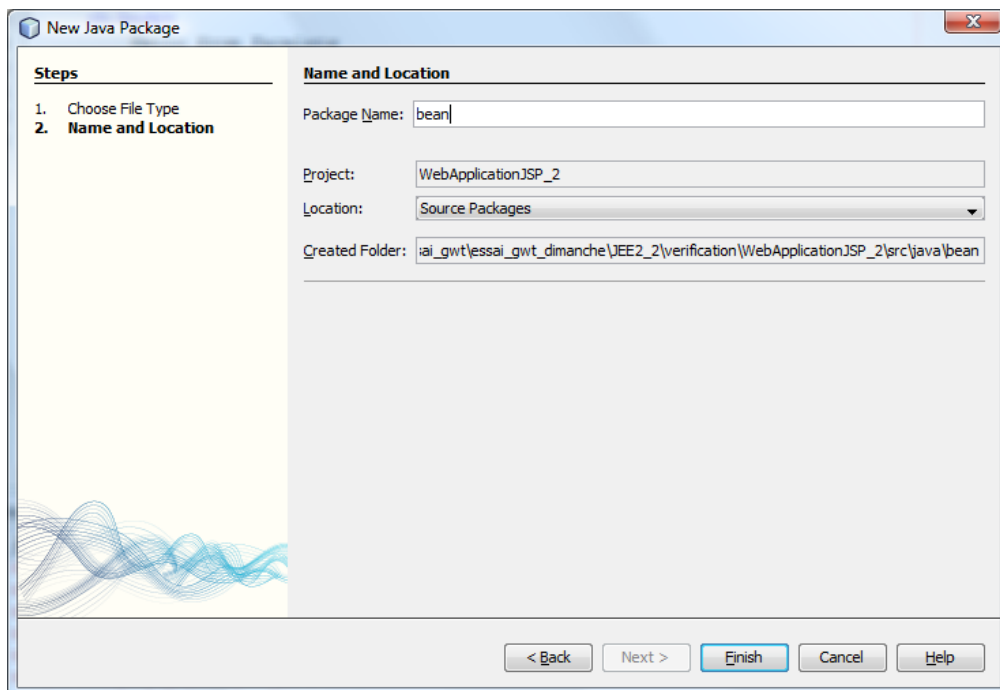 New Java Package
Steps
1. Choose File Type
2. Name and Location
Name and Location
Package Name: bean
Project: WebApplicationJSP_2
Location: Source Packages
Created Folder: ai_gwt\essai_gwt_dimanche\JEE2_2\verification\WebApplicationJSP_2\src\java\bean
< Back Next > Finish Cancel Help